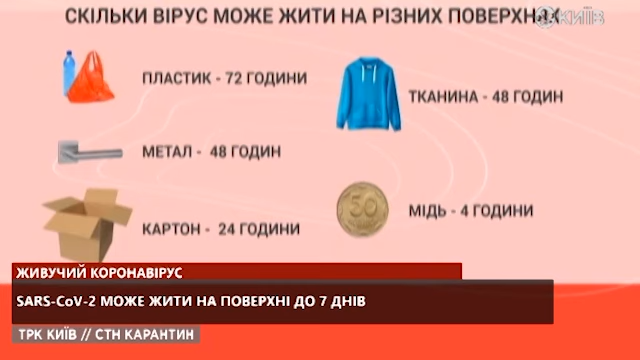 СКІЛЬКИ ВІРУС МОЖЕ ЖИТИ НА РІЗНИХ ПОВЕРХНЯХ
КИЇВ
ПЛАСТИК - 72 ГОДИНИ
ТКАНИНА - 48 ГОДИН
МЕТАЛ - 48 ГОДИН
50
КАРТОН - 24 ГОДИНИ
МІДЬ - 4 ГОДИНИ
ЖИВУЧИЙ КОРОНАВІРУС
SARS-CoV-2 МОЖЕ ЖИТИ НА ПОВЕРХНІ ДО 7 ДНІВ
ТРК КИЇВ // СТН КАРАНТИН